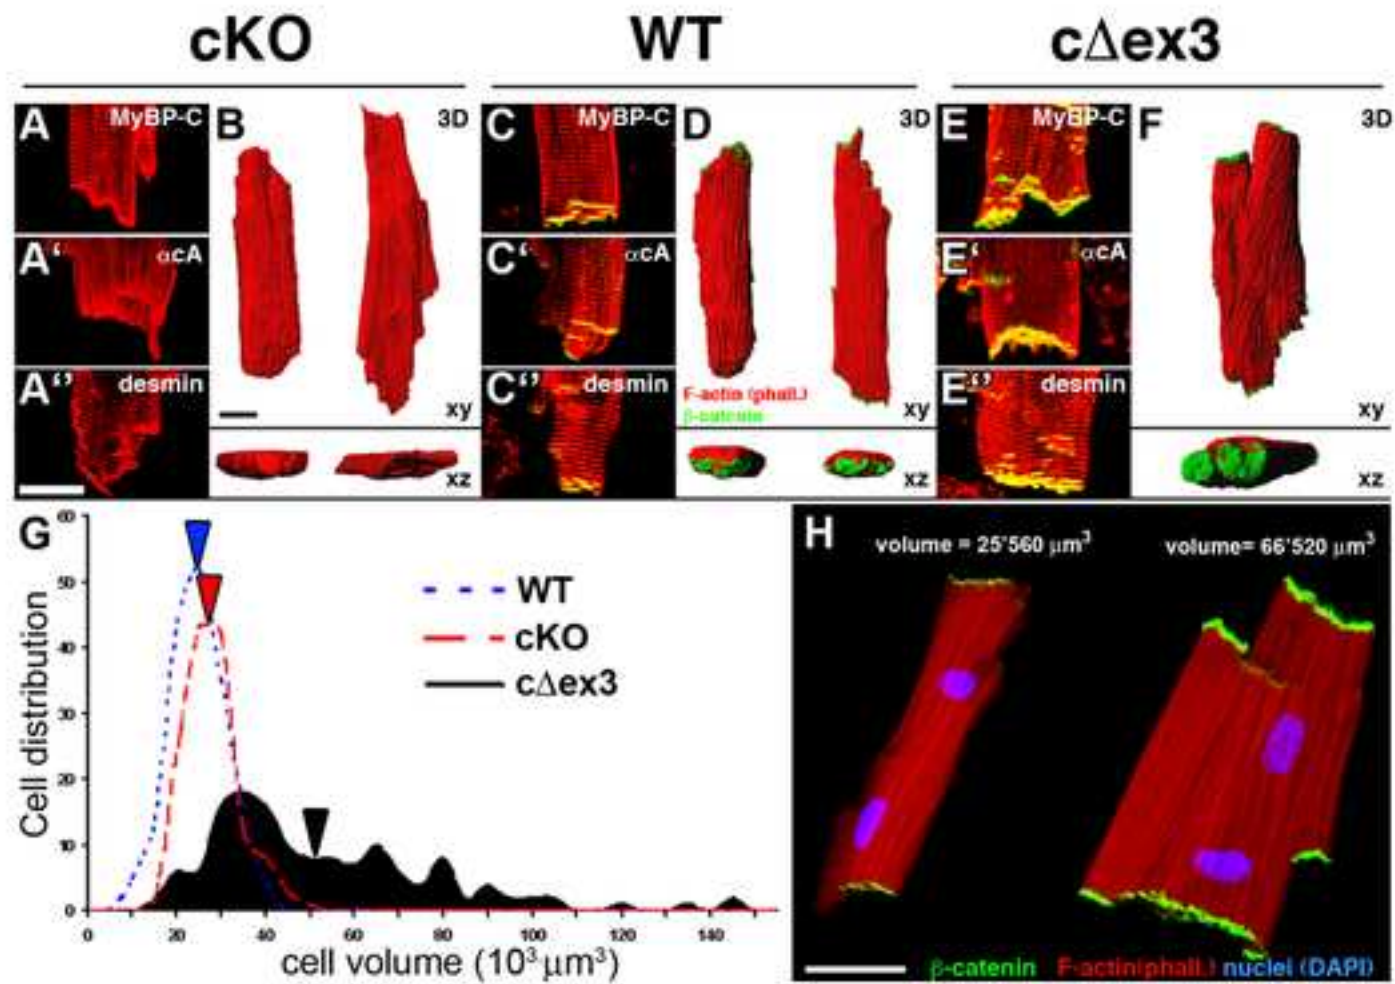 cKO WT cΔex3
A MyBP-C B 3D C MyBP-C D 3D E MyBP-C F 3D
A' αcA C' αcA E' αcA
A'' desmin xy C'' desmin F-actin (phall.) xy E'' desmin xy
β-catenin
xz xz xz
G
60
50
40
30
20
10
0
Cell distribution
WT
cKO
cΔex3
0 20 40 60 80 100 120 140
cell volume (10³ μm³)
H volume = 25'560 μm³ volume= 66'520 μm³
β-catenin F-actin(phall.) nuclei (DAPI)